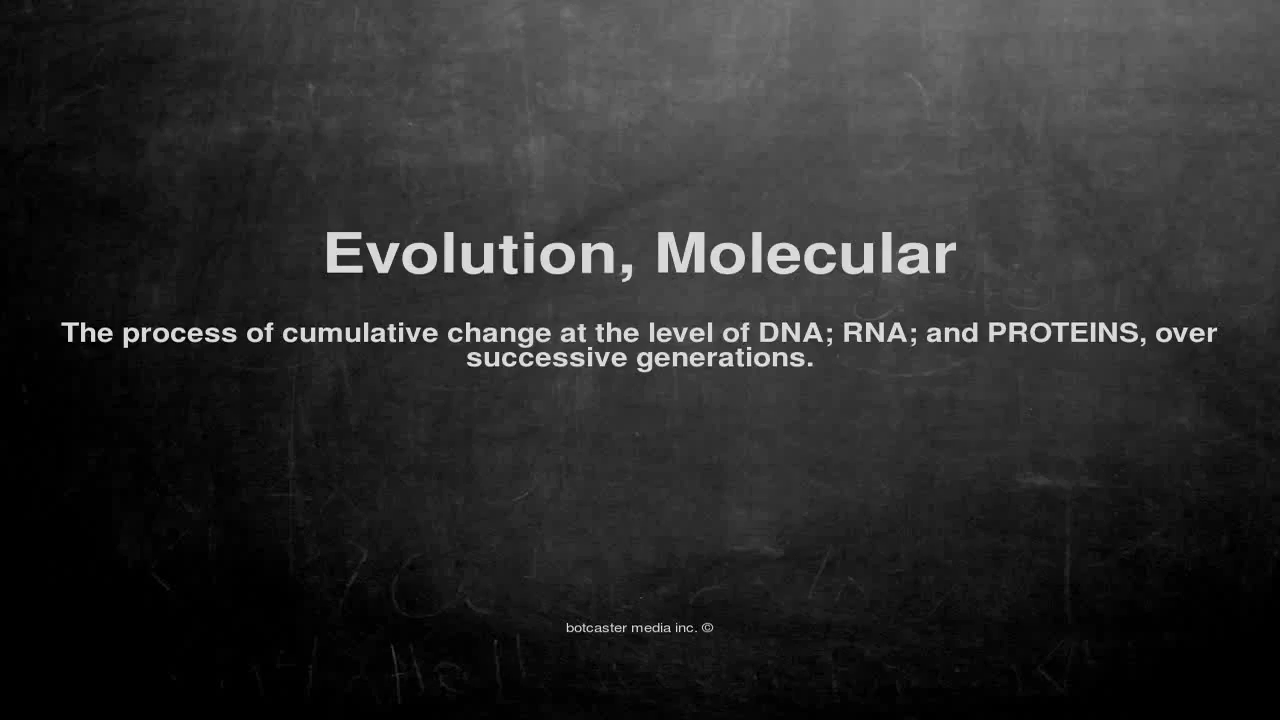 Evolution, Molecular
The process of cumulative change at the level of DNA; RNA; and PROTEINS, over
successive generations.
botcaster media inc. ©